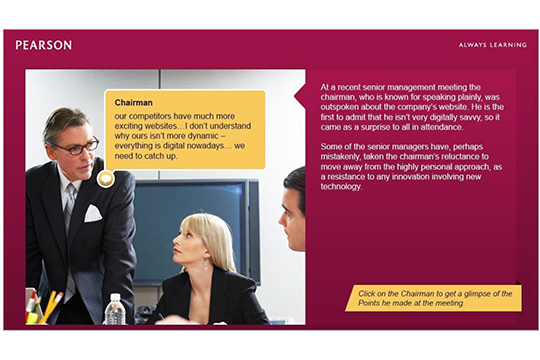 PEARSON
ALWAYS LEARNING
Chairman
our competitors have much more
exciting websites…I don't understand
why ours isn't more dynamic –
everything is digital nowadays… we
need to catch up.
At a recent senior management meeting the
chairman, who is known for speaking plainly, was
outspoken about the company's website. He is the
first to admit that he isn't very digitally savvy, so it
came as a surprise to all in attendance.
Some of the senior managers have, perhaps
mistakenly, taken the chairman's reluctance to
move away from the highly personal approach, as
a resistance to any innovation involving new
technology.
Click on the Chairman to get a glimpse of the
Points he made at the meeting.